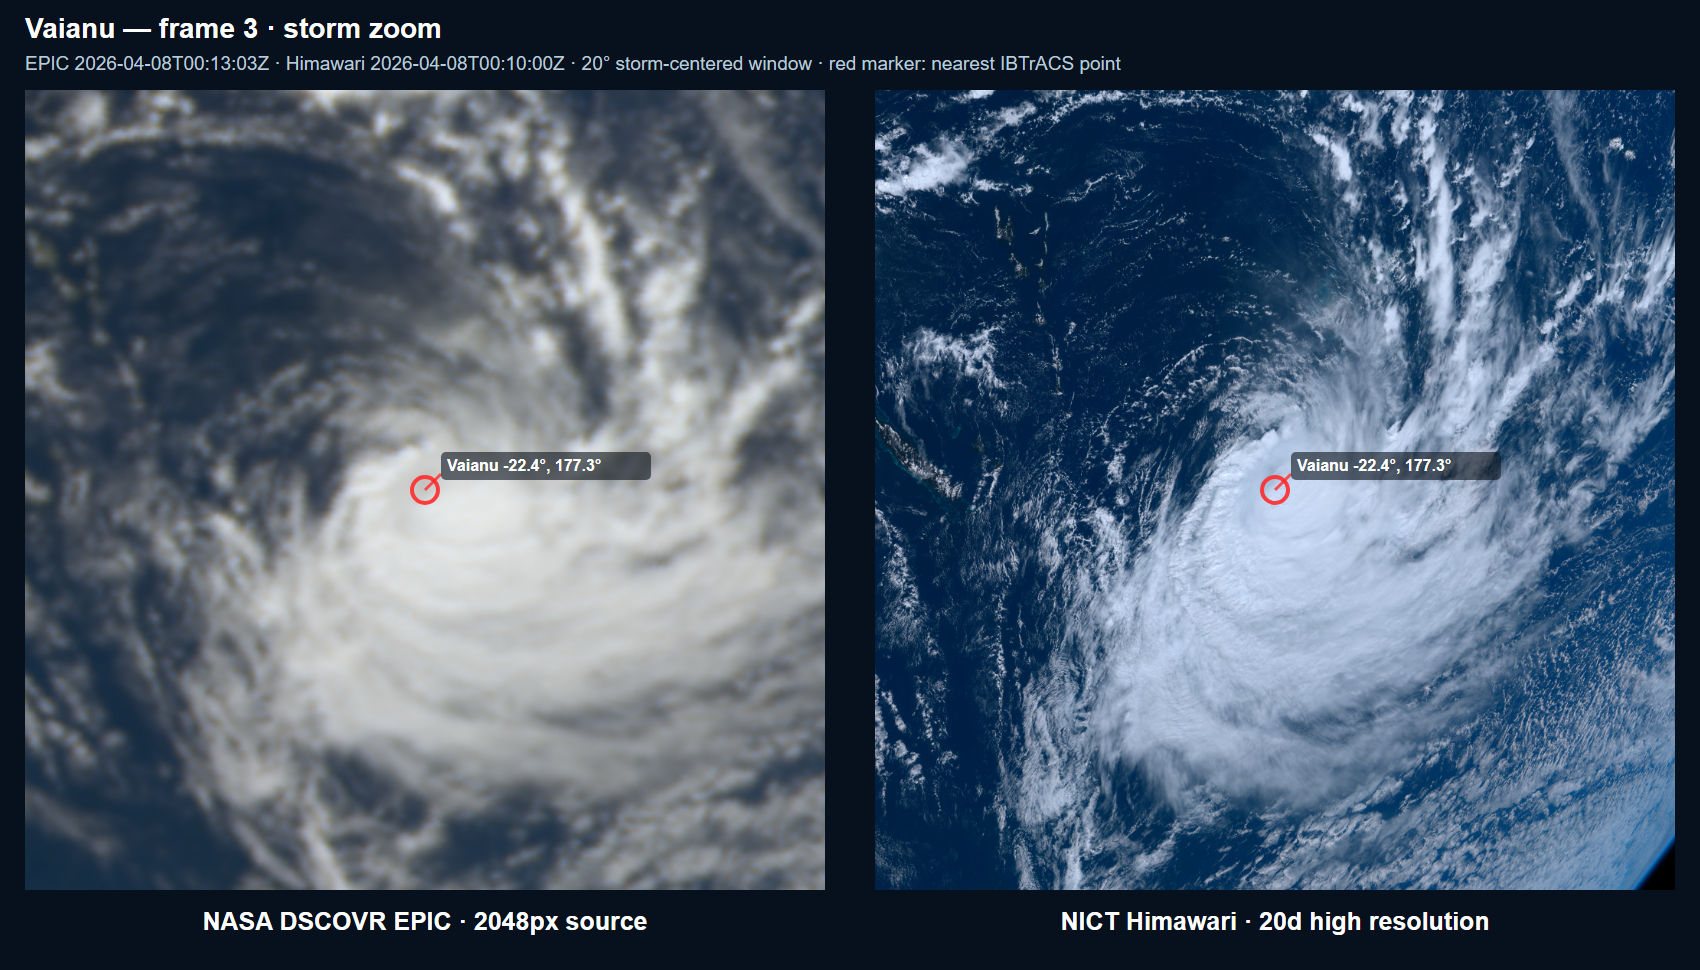 Vaianu — frame 3 · storm zoom
EPIC 2026-04-08T00:13:03Z · Himawari 2026-04-08T00:10:00Z · 20° storm-centered window · red marker: nearest IBTrACS point
Vaianu -22.4°, 177.3°
Vaianu -22.4°, 177.3°
NASA DSCOVR EPIC · 2048px source
NICT Himawari · 20d high resolution